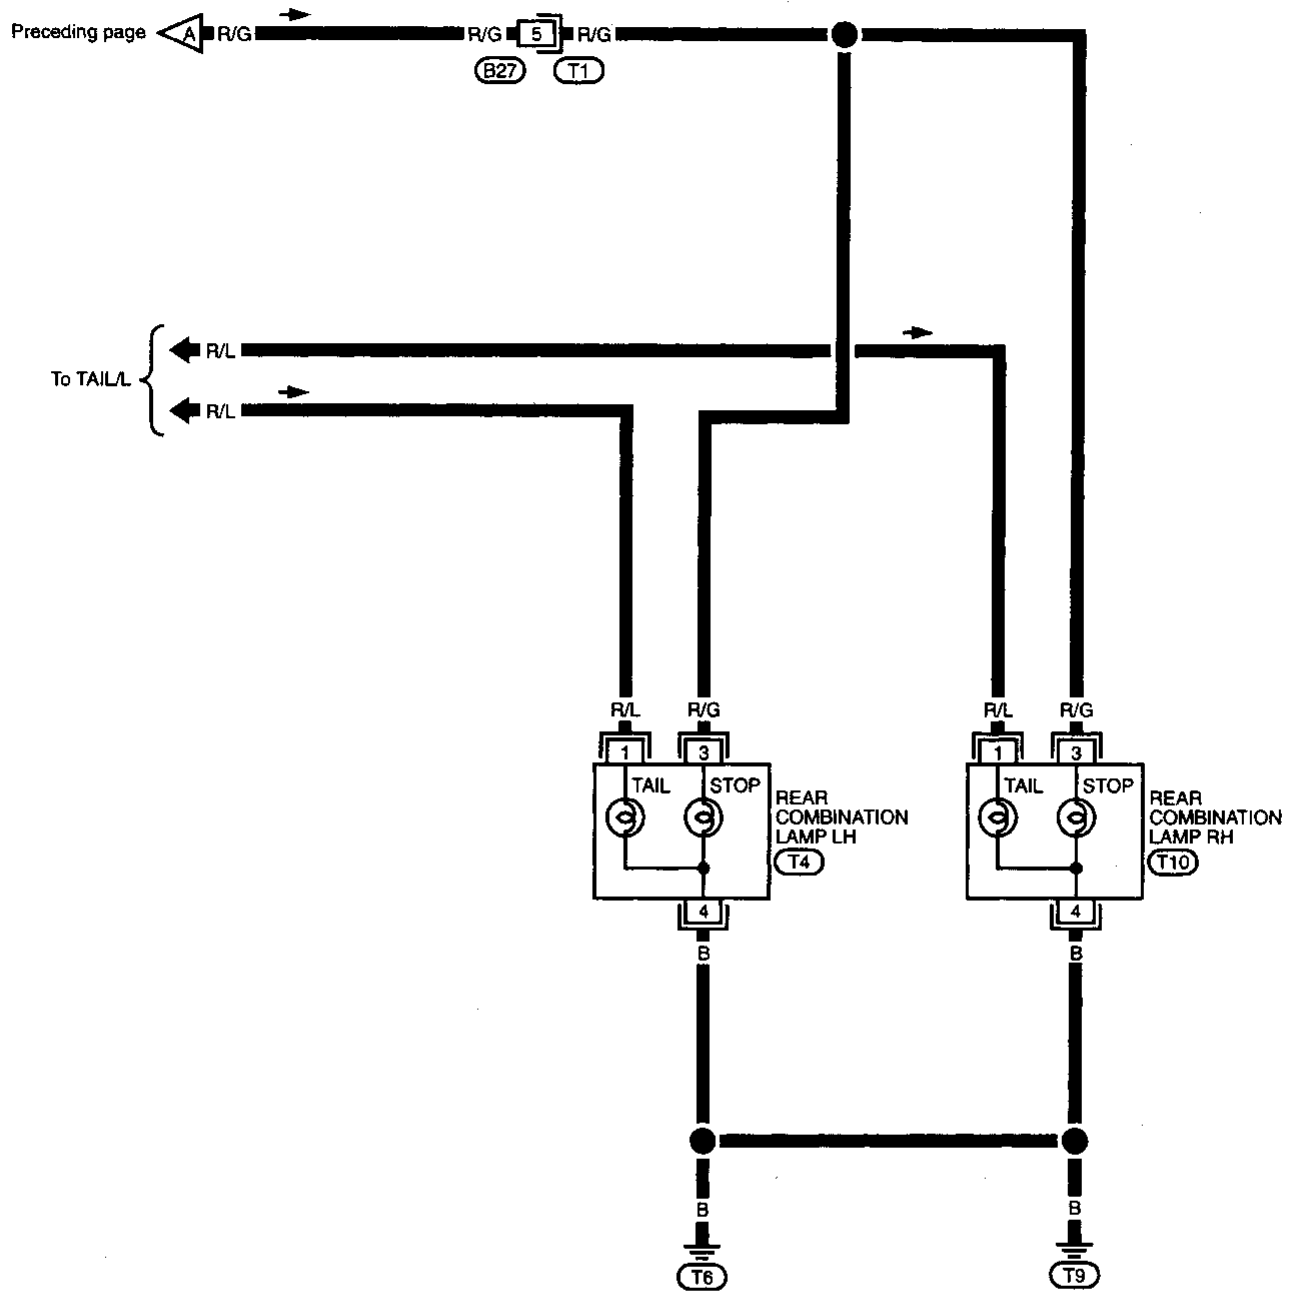 Preceding page A R/G R/G 5 R/G
B27 T1
R/L
To TAIL/L
R/L
R/L R/G R/L R/G
1 3 1 3
TAIL STOP TAIL STOP
REAR
COMBINATION
LAMP LH
T4
REAR
COMBINATION
LAMP RH
T10
4 4
B B
B B
T6 T9